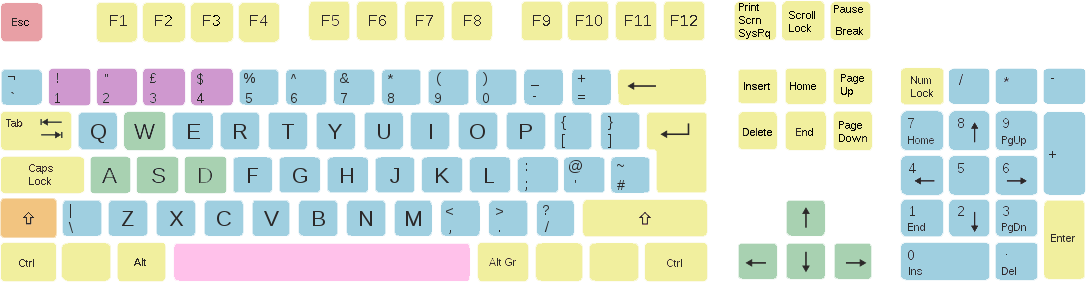 Esc F1 F2 F3 F4 F5 F6 F7 F8 F9 F10 F11 F12
Print
Scrn
SysPq
Scroll
Lock
Pause
Break
¬ ! " £ $ % ^ & * ( ) _ +
` 1 2 3 4 5 6 7 8 9 0 - =
Insert Home
Page
Up
Num
Lock
/ * -
Tab Q W E R T Y U I O P { }
[ ]
Delete End
Page
Down
7 8 9 +
Home PgUp
Caps
Lock
A S D F G H J K L : @ ~
; ' #
4 5 6
| Z X C V B N M < > ?
\ , . /
1 2 3
End PgDn
Enter
Ctrl Alt Alt Gr Ctrl
0 .
Ins Del